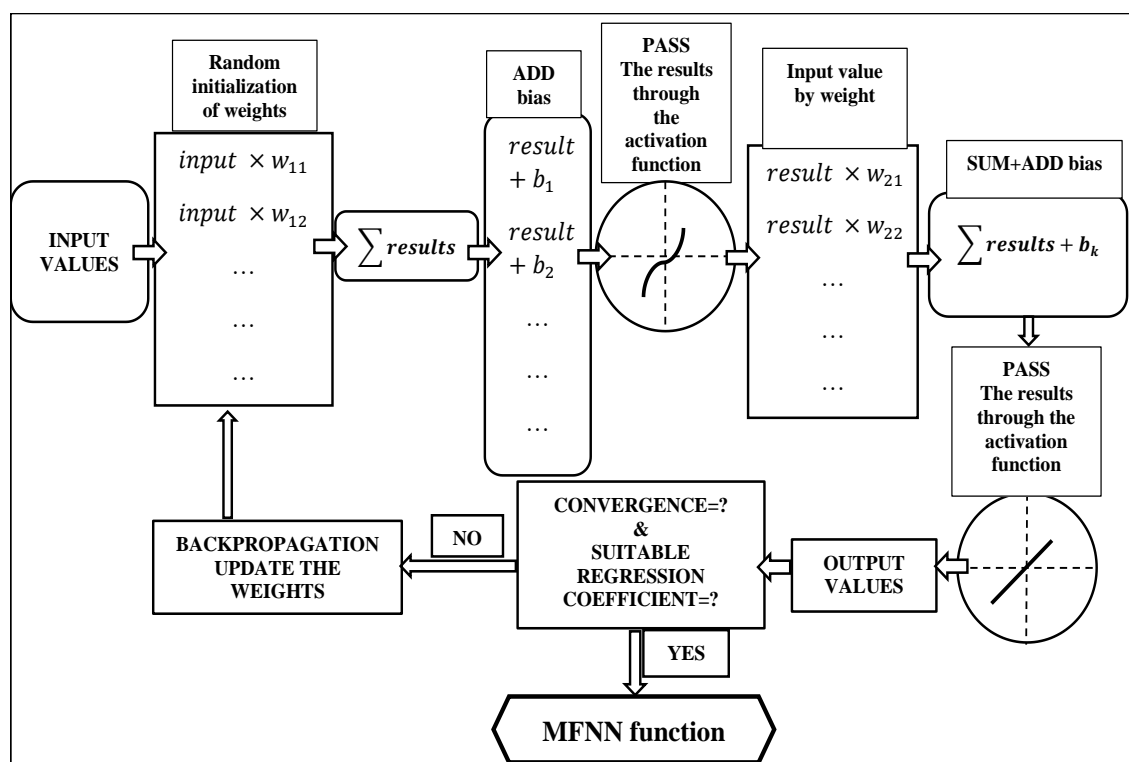 Random
initialization
of weights
input × w₁₁
input × w₁₂
...
...
...
INPUT
VALUES
∑ results
ADD
bias
result
+ b₁
result
+ b₂
...
...
...
PASS
The results
through
the
activation
function
Input value
by weight
result × w₂₁
result × w₂₂
...
...
...
SUM+ADD bias
∑ results + bₖ
PASS
The results
through the
activation
function
OUTPUT
VALUES
CONVERGENCE=?
&
SUITABLE
REGRESSION
COEFFICIENT=?
NO
BACKPROPAGATION
UPDATE THE
WEIGHTS
YES
MFNN function